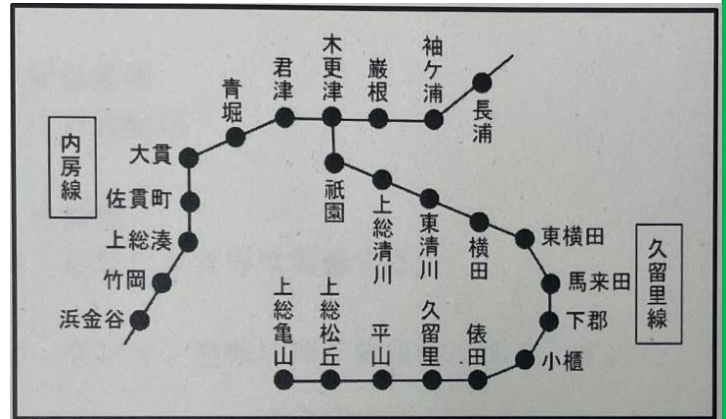 内房線
浜金谷
竹岡
上総湊
佐貫町
大貫
青堀
君津
木更津
巌根
袖ケ浦
長浦
久留里線
祇園
上総清川
東清川
横田
東横田
馬来田
下郡
小櫃
俵田
久留里
平山
上総松丘
上総亀山